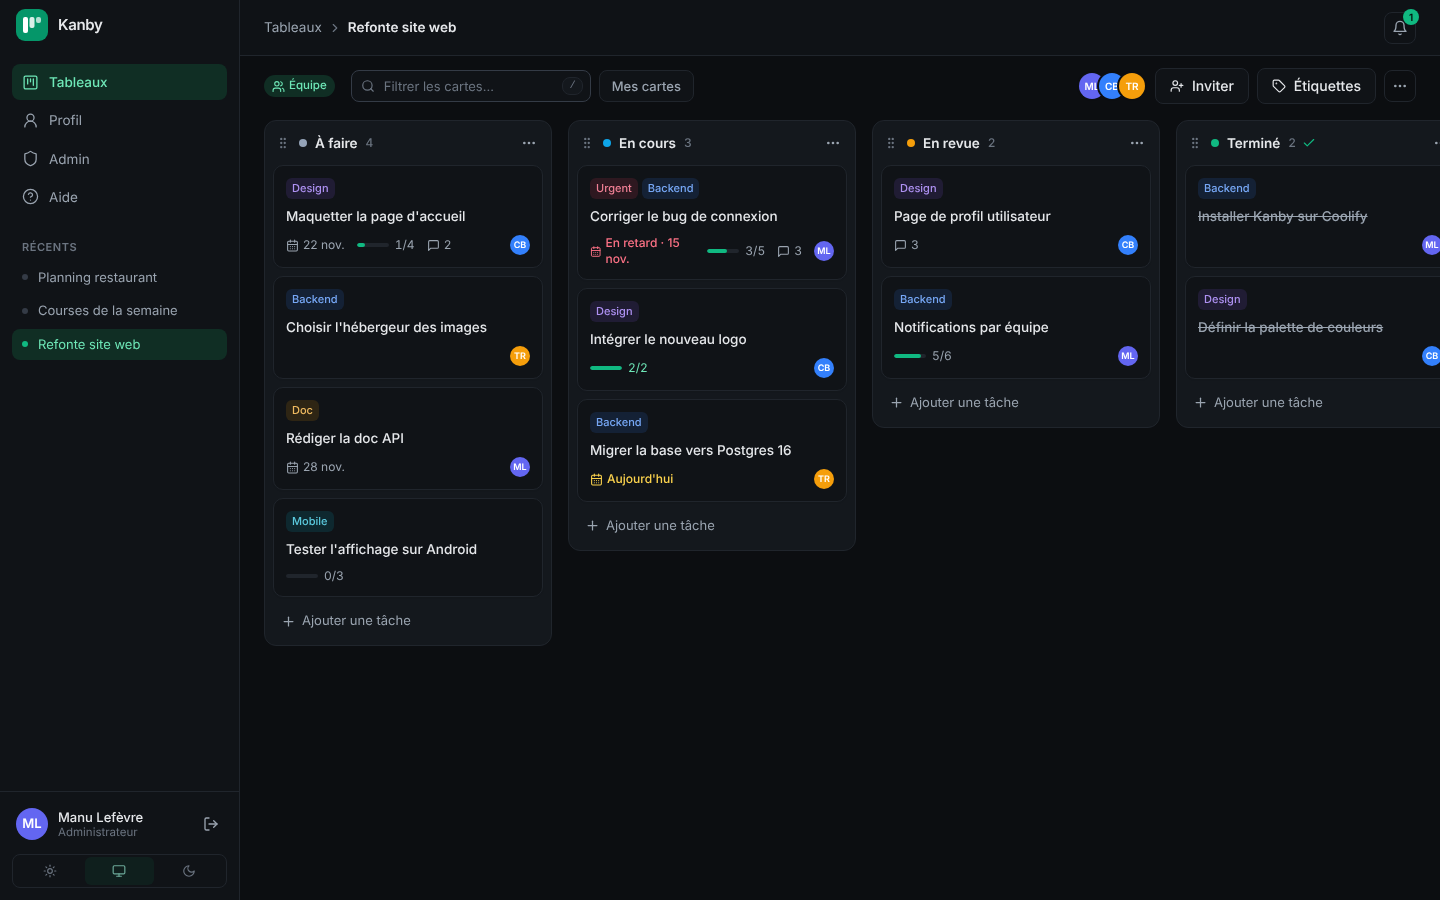 Kanby
Tableaux
Profil
Admin
Aide
RÉCENTS
Planning restaurant
Courses de la semaine
Refonte site web
ML
Manu Lefèvre
Administrateur
Tableaux > Refonte site web
1
Équipe
Filtrer les cartes... /
Mes cartes
ML CB TR
Inviter
Étiquettes
À faire 4
Design
Maquetter la page d'accueil
22 nov. 1/4 2 CB
Backend
Choisir l'hébergeur des images
TR
Doc
Rédiger la doc API
28 nov. ML
Mobile
Tester l'affichage sur Android
0/3
+ Ajouter une tâche
En cours 3
Urgent Backend
Corriger le bug de connexion
En retard · 15
nov. 3/5 3 ML
Design
Intégrer le nouveau logo
2/2 CB
Backend
Migrer la base vers Postgres 16
Aujourd'hui TR
+ Ajouter une tâche
En revue 2
Design
Page de profil utilisateur
3 CB
Backend
Notifications par équipe
5/6 ML
+ Ajouter une tâche
Terminé 2
Backend
Installer Kanby sur Coolify
ML
Design
Définir la palette de couleurs
CB
+ Ajouter une tâche